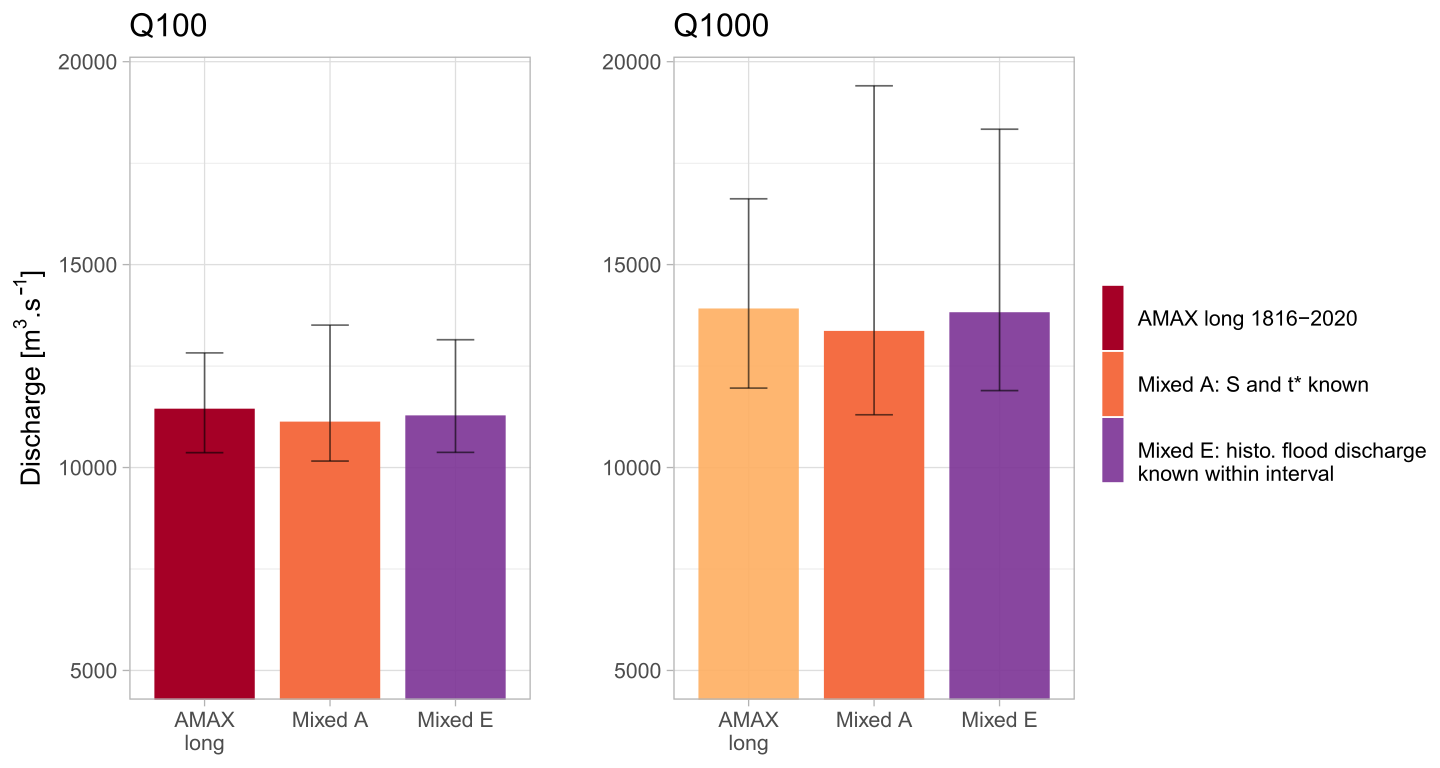 Q100
Q1000
Discharge [m³.s⁻¹]
20000
15000
10000
5000
AMAX
long
Mixed A
Mixed E
20000
15000
10000
5000
AMAX
long
Mixed A
Mixed E
AMAX long 1816−2020
Mixed A: S and t* known
Mixed E: histo. flood discharge
known within interval